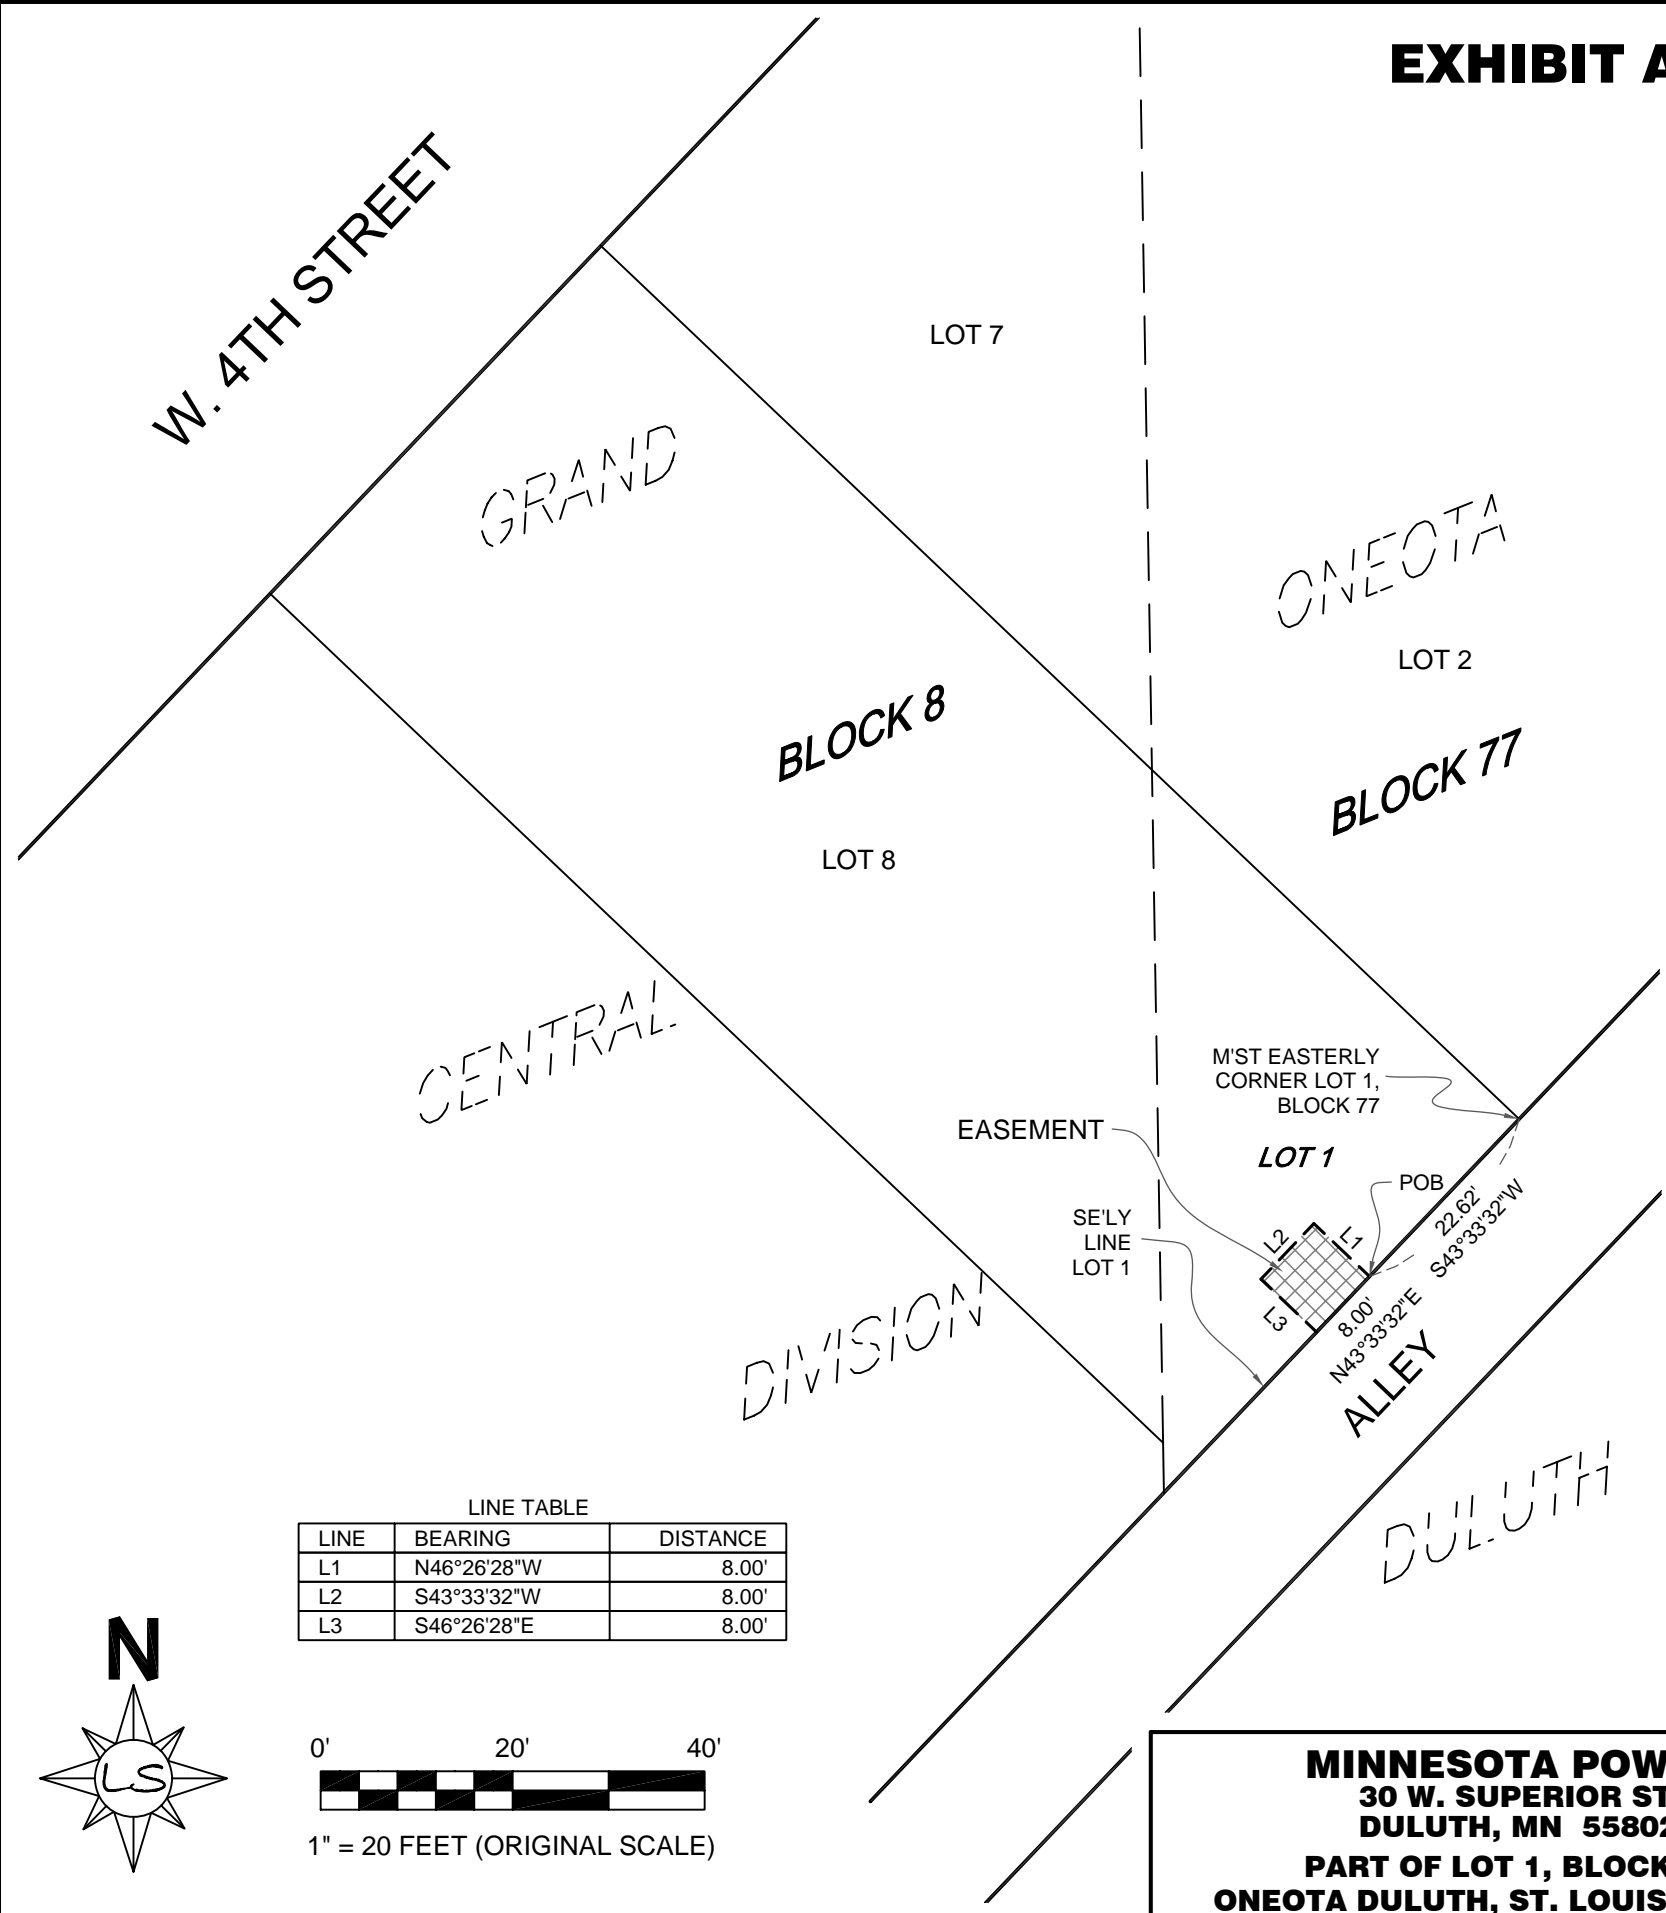 EXHIBIT A
W. 4TH STREET
LOT 7
GRAND
ONEOTA
LOT 2
BLOCK 8
BLOCK 77
LOT 8
CENTRAL
M'ST EASTERLY
CORNER LOT 1,
BLOCK 77
EASEMENT
LOT 1
POB
SE'LY
LINE
LOT 1
L2
L1
L3
22.62'
S43°33'32"W
8.00'
N43°33'32"E
ALLEY
DIVISION
DULUTH
LINE TABLE
LINE BEARING DISTANCE
L1 N46°26'28"W 8.00'
L2 S43°33'32"W 8.00'
L3 S46°26'28"E 8.00'
N
LS
0' 20' 40'
1" = 20 FEET (ORIGINAL SCALE)
MINNESOTA POW
30 W. SUPERIOR ST
DULUTH, MN 55802
PART OF LOT 1, BLOCK
ONEOTA DULUTH, ST. LOUIS